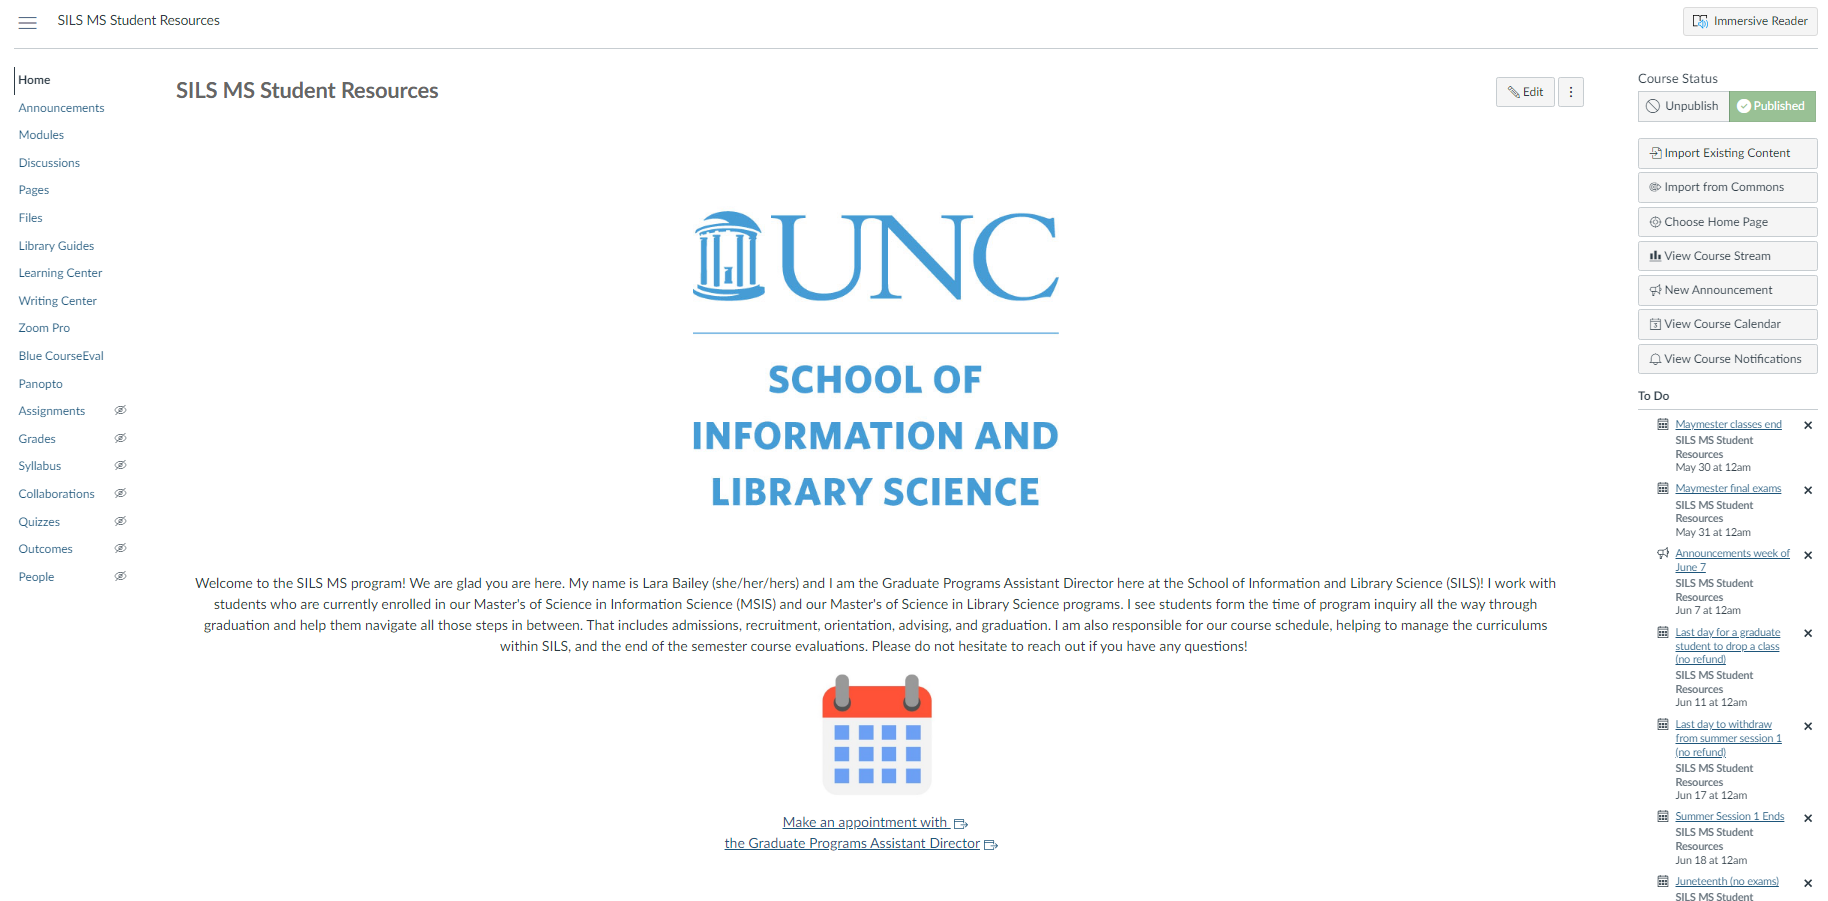 SILS MS Student Resources
Immersive Reader
Home
Announcements
Modules
Discussions
Pages
Files
Library Guides
Learning Center
Writing Center
Zoom Pro
Blue CourseEval
Panopto
Assignments
Grades
Syllabus
Collaborations
Quizzes
Outcomes
People
SILS MS Student Resources
Edit
UNC
SCHOOL OF
INFORMATION AND
LIBRARY SCIENCE
Welcome to the SILS MS program! We are glad you are here. My name is Lara Bailey (she/her/hers) and I am the Graduate Programs Assistant Director here at the School of Information and Library Science (SILS)! I work with
students who are currently enrolled in our Master's of Science in Information Science (MSIS) and our Master's of Science in Library Science programs. I see students form the time of program inquiry all the way through
graduation and help them navigate all those steps in between. That includes admissions, recruitment, orientation, advising, and graduation. I am also responsible for our course schedule, helping to manage the curriculums
within SILS, and the end of the semester course evaluations. Please do not hesitate to reach out if you have any questions!
Make an appointment with
the Graduate Programs Assistant Director
Course Status
Unpublish
Published
Import Existing Content
Import from Commons
Choose Home Page
View Course Stream
New Announcement
View Course Calendar
View Course Notifications
To Do
Maymester classes end
SILS MS Student
Resources
May 30 at 12am
Maymester final exams
SILS MS Student
Resources
May 31 at 12am
Announcements week of
June 7
SILS MS Student
Resources
Jun 7 at 12am
Last day for a graduate
student to drop a class
(no refund)
SILS MS Student
Resources
Jun 11 at 12am
Last day to withdraw
from summer session 1
(no refund)
SILS MS Student
Resources
Jun 17 at 12am
Summer Session 1 Ends
SILS MS Student
Resources
Jun 18 at 12am
Juneteenth (no exams)
SILS MS Student